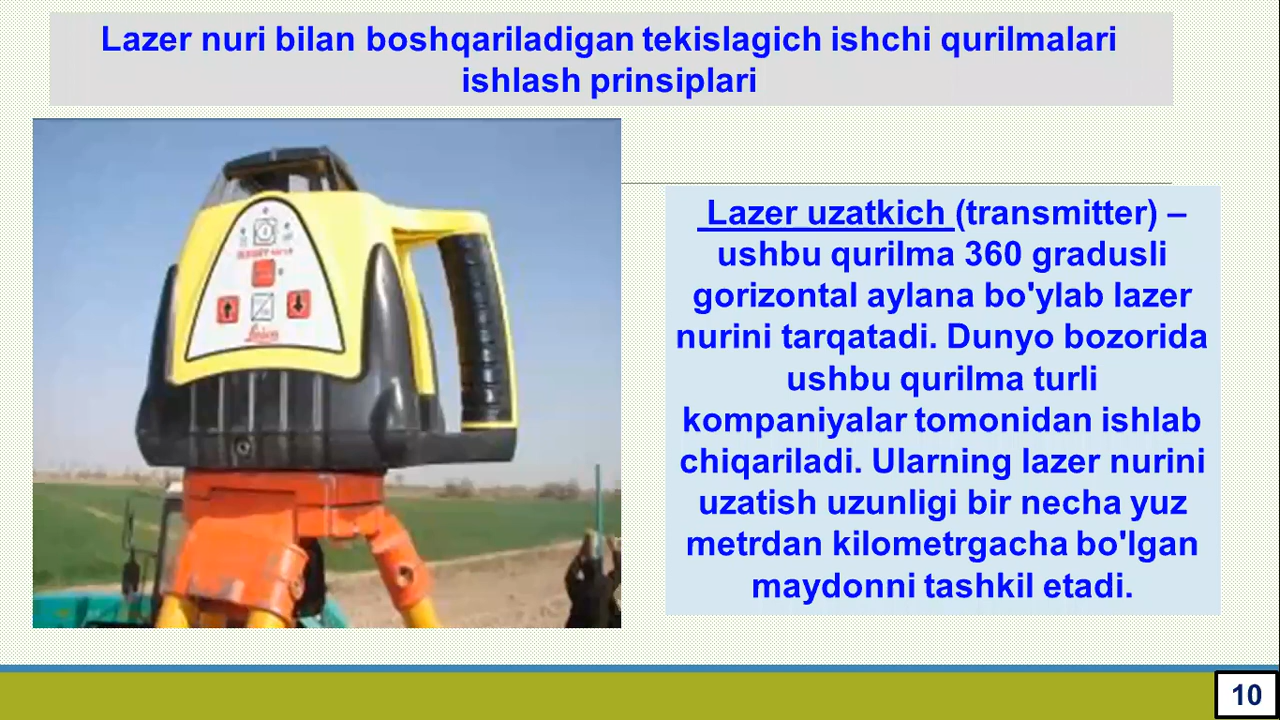 Lazer nuri bilan boshqariladigan tekislagich ishchi qurilmalari
ishlash prinsiplari
Lazer uzatkich (transmitter) –
ushbu qurilma 360 gradusli
gorizontal aylana bo'ylab lazer
nurini tarqatadi. Dunyo bozorida
ushbu qurilma turli
kompaniyalar tomonidan ishlab
chiqariladi. Ularning lazer nurini
uzatish uzunligi bir necha yuz
metrdan kilometrgacha bo'lgan
maydonni tashkil etadi.
Leica
10